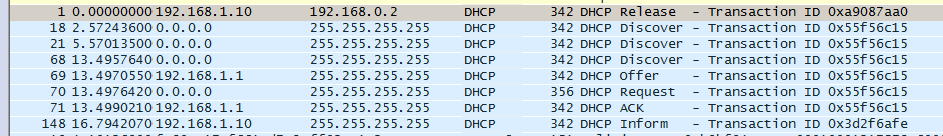 1 0.00000000 192.168.1.10 192.168.0.2 DHCP 342 DHCP Release - Transaction ID 0xa9087aa0
18 2.57243600 0.0.0.0 255.255.255.255 DHCP 342 DHCP Discover - Transaction ID 0x55f56c15
21 5.57013500 0.0.0.0 255.255.255.255 DHCP 342 DHCP Discover - Transaction ID 0x55f56c15
68 13.4957640 0.0.0.0 255.255.255.255 DHCP 342 DHCP Discover - Transaction ID 0x55f56c15
69 13.4970550 192.168.1.1 255.255.255.255 DHCP 342 DHCP Offer - Transaction ID 0x55f56c15
70 13.4976420 0.0.0.0 255.255.255.255 DHCP 356 DHCP Request - Transaction ID 0x55f56c15
71 13.4990210 192.168.1.1 255.255.255.255 DHCP 342 DHCP ACK - Transaction ID 0x55f56c15
148 16.7942070 192.168.1.10 255.255.255.255 DHCP 342 DHCP Inform - Transaction ID 0x3d2f6afe